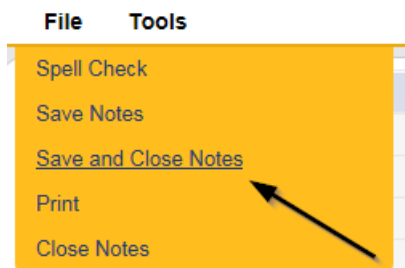 File Tools
Spell Check
Save Notes
Save and Close Notes
Print
Close Notes